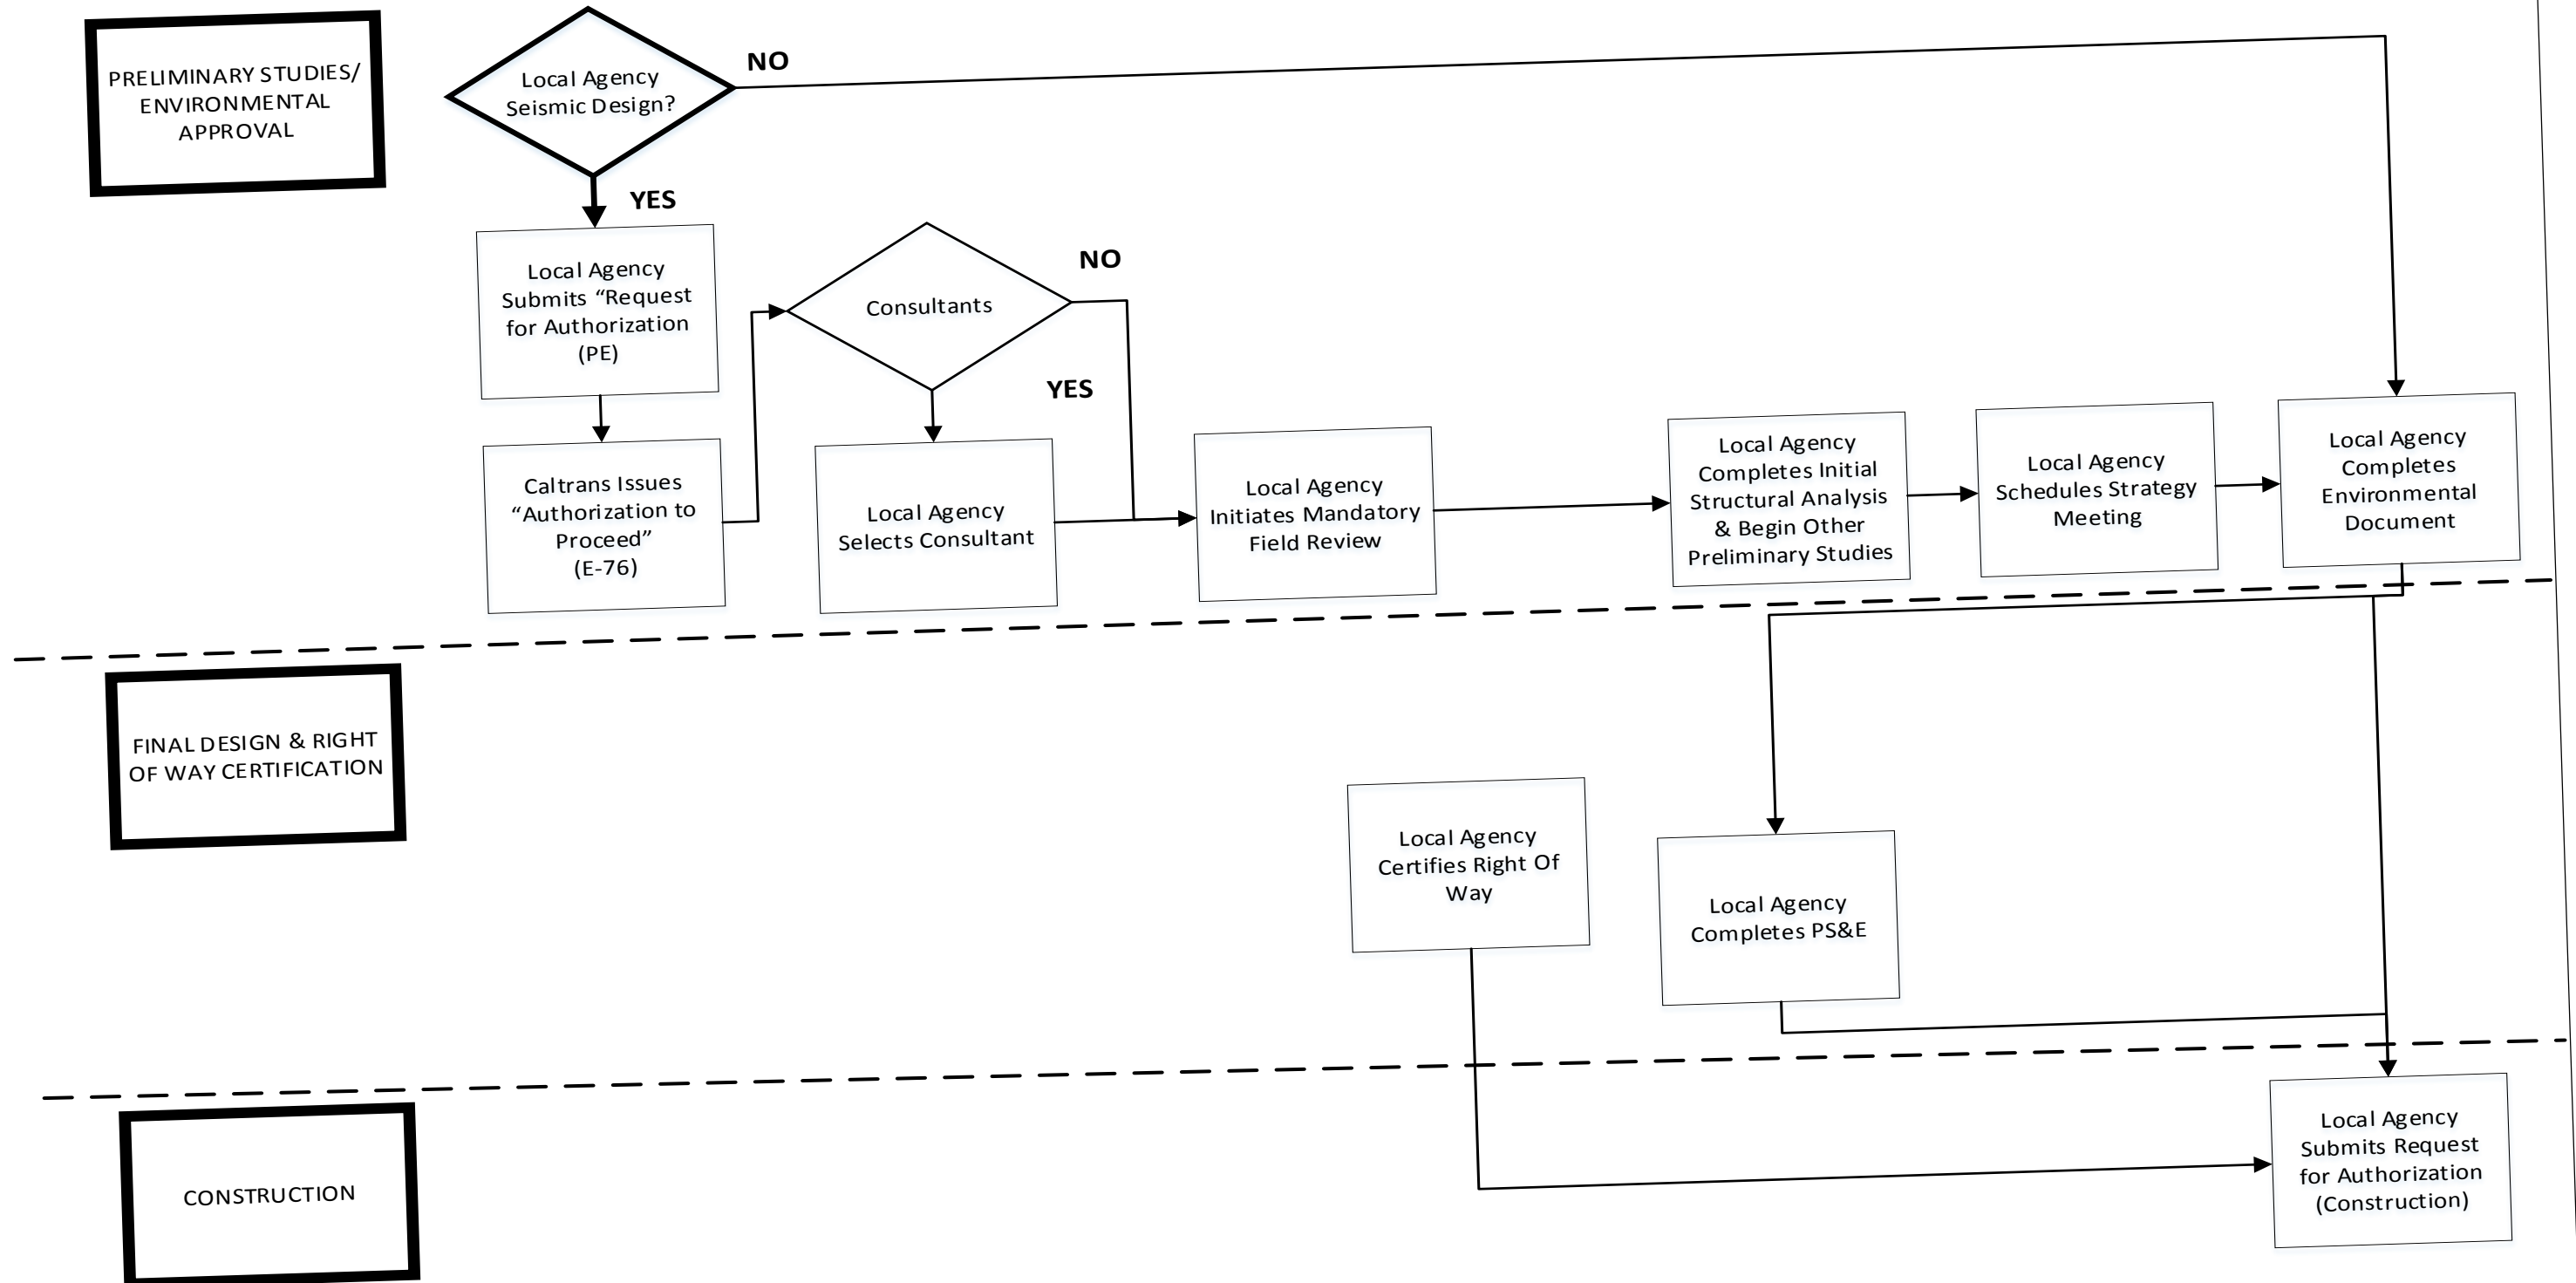 PRELIMINARY STUDIES/
ENVIRONMENTAL
APPROVAL
Local Agency
Seismic Design?
NO
YES
Local Agency
Submits “Request
for Authorization
(PE)
Consultants
NO
YES
Caltrans Issues
“Authorization to
Proceed”
(E-76)
Local Agency
Selects Consultant
Local Agency
Initiates Mandatory
Field Review
Local Agency
Completes Initial
Structural Analysis
& Begin Other
Preliminary Studies
Local Agency
Schedules Strategy
Meeting
Local Agency
Completes
Environmental
Document
FINAL DESIGN & RIGHT
OF WAY CERTIFICATION
Local Agency
Certifies Right Of
Way
Local Agency
Completes PS&E
CONSTRUCTION
Local Agency
Submits Request
for Authorization
(Construction)